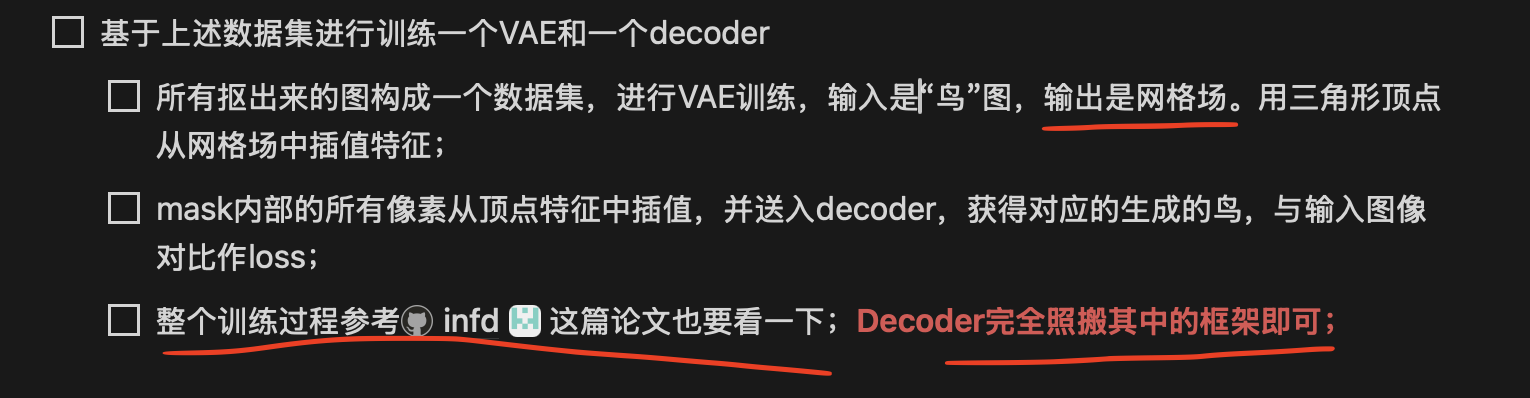 基于上述数据集进行训练一个VAE和一个decoder
所有抠出来的图构成一个数据集，进行VAE训练，输入是“鸟”图，输出是网格场。用三角形顶点
从网格场中插值特征；
mask内部的所有像素从顶点特征中插值，并送入decoder，获得对应的生成的鸟，与输入图像
对比作loss；
整个训练过程参考 infd 这篇论文也要看一下；Decoder完全照搬其中的框架即可；